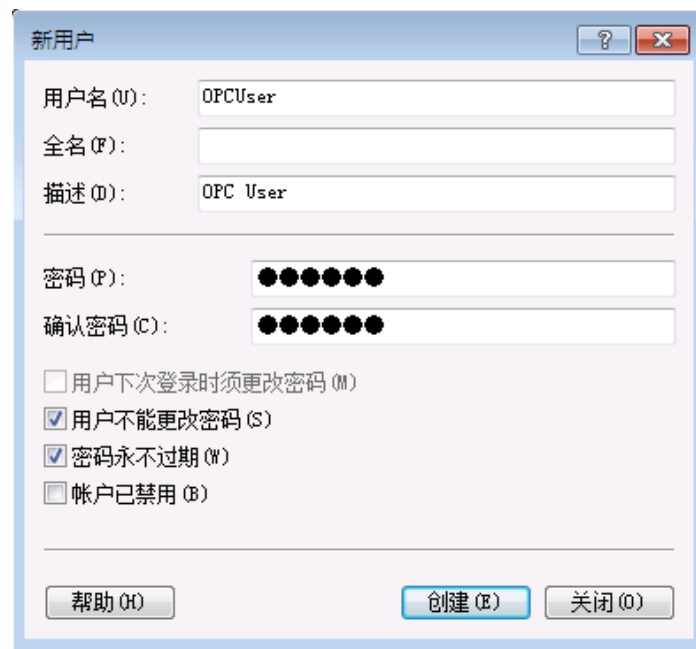 新用户
用户名(U): OPCUser
全名(F):
描述(D): OPC User
密码(P): ●●●●●●
确认密码(C): ●●●●●●
用户下次登录时须更改密码(M)
用户不能更改密码(S)
密码永不过期(W)
帐户已禁用(B)
帮助(H) 创建(E) 关闭(O)